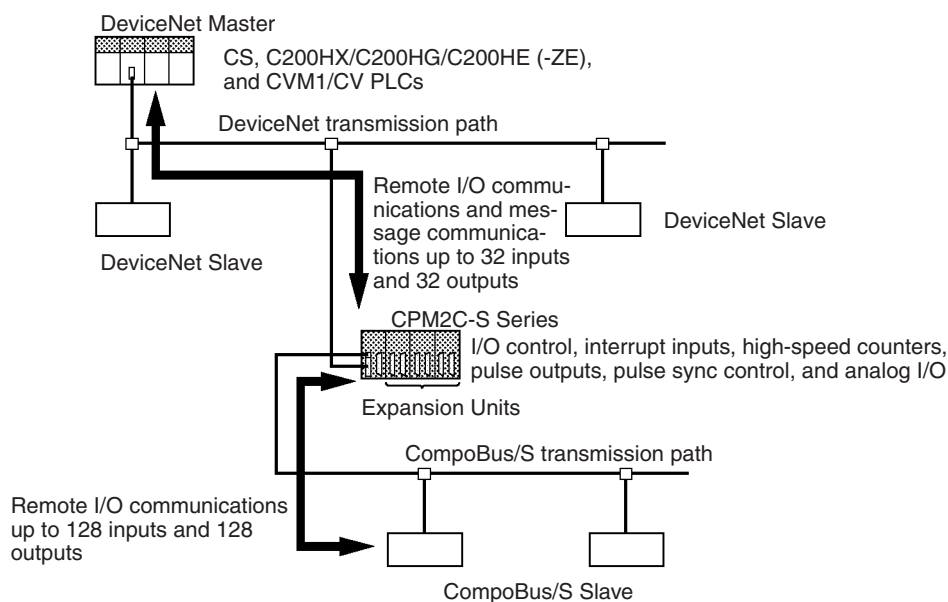 DeviceNet Master
CS, C200HX/C200HG/C200HE (-ZE),
and CVM1/CV PLCs
DeviceNet transmission path
Remote I/O commu-
nications and mes-
sage communica-
tions up to 32 inputs
and 32 outputs
DeviceNet Slave
DeviceNet Slave
CPM2C-S Series
I/O control, interrupt inputs, high-speed counters,
pulse outputs, pulse sync control, and analog I/O
Expansion Units
CompoBus/S transmission path
Remote I/O communications
up to 128 inputs and 128
outputs
CompoBus/S Slave